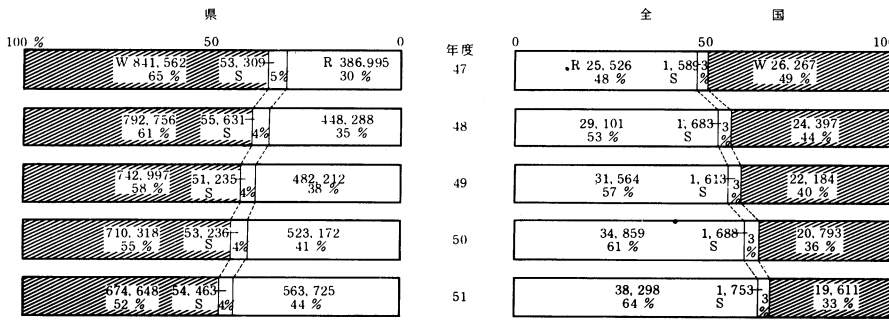 県 全 国
100 % 50 0 年度 0 50 100
W 841,562 53,309 R 386,995 47 R 25,526 1,589 3 W 26,267
65 % S 5% 30 % 48 % S % 49 %
792,756 55,631 448,288 48 29,101 1,683 3 24,397
61 % S 4% 35 % 53 % S % 44 %
742,997 51,235 482,212 49 31,564 1,613 3 22,184
58 % S 4% 38 % 57 % S % 40 %
710,318 53,236 523,172 50 34,859 1,688 3 20,793
55 % S 4% 41 % 61 % S % 36 %
674,648 54,463 563,725 51 38,298 1,753 3 19,611
52 % S 4% 44 % 64 % S % 33 %